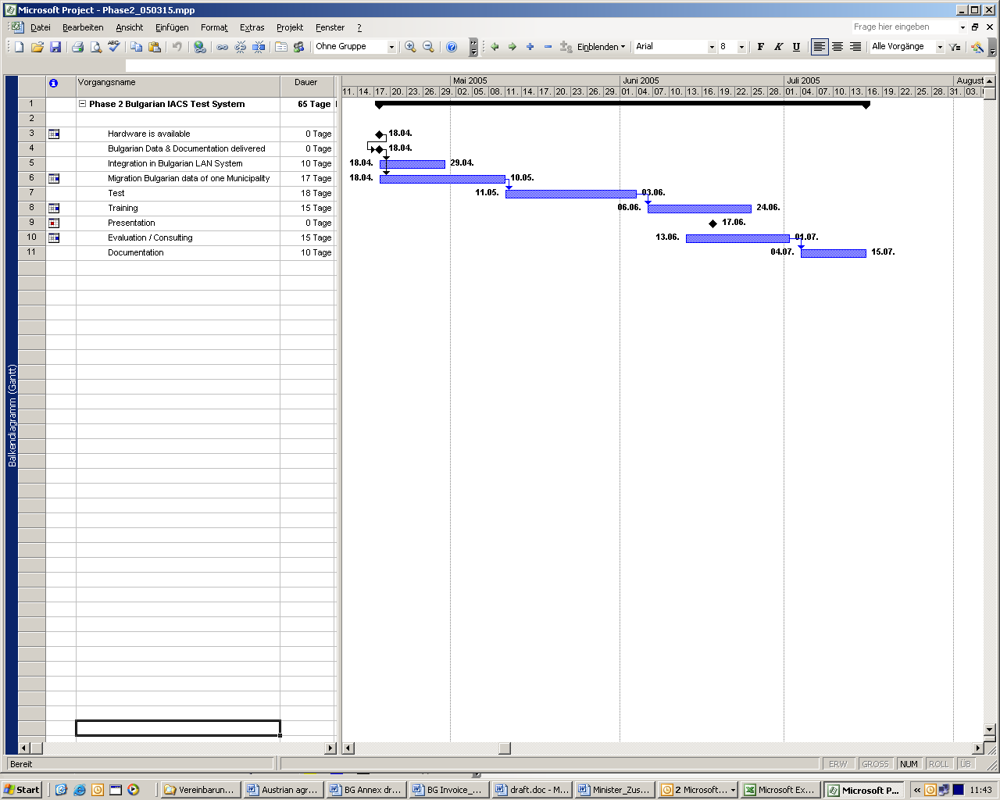 Microsoft Project - Phase2_050315.mpp
Datei Bearbeiten Ansicht Einfügen Format Extras Projekt Fenster ? Frage hier eingeben
ABC Ohne Gruppe Einblenden Arial 8 F K U Alle Vorgänge
Vorgangsname Dauer Mai 2005 Juni 2005 Juli 2005 August
11. 14. 17. 20. 23. 26. 29. 02. 05. 08. 11. 14. 17. 20. 23. 26. 29. 01. 04. 07. 10. 13. 16. 19. 22. 25. 28. 01. 04. 07. 10. 13. 16. 19. 22. 25. 28. 31. 03.
1 Phase 2 Bulgarian IACS Test System 65 Tage
2
3 Hardware is available 0 Tage 18.04.
4 Bulgarian Data & Documentation delivered 0 Tage 18.04.
5 Integration in Bulgarian LAN System 10 Tage 18.04. 29.04.
6 Migration Bulgarian data of one Municipality 17 Tage 18.04. 10.05.
7 Test 18 Tage 11.05. 03.06.
8 Training 15 Tage 06.06. 24.06.
9 Presentation 0 Tage 17.06.
10 Evaluation / Consulting 15 Tage 13.06. 01.07.
11 Documentation 10 Tage 04.07. 15.07.
Balkendiagramm (Gantt)
Bereit ERW GROSS NUM ROLL ÜB
Start Vereinbarun... Austrian agr... BG Annex dr... BG Invoice_... draft.doc - M... Minister_Zus... 2 Microsoft... Microsoft Ex... Microsoft P... « 11:43